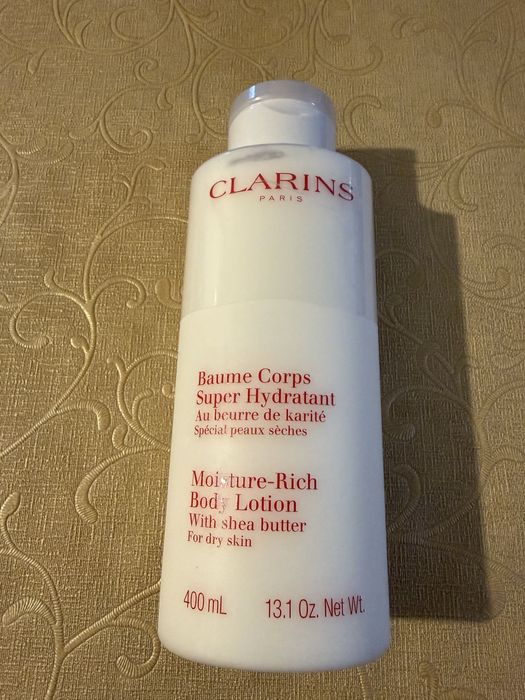 CLARINS
PARIS
Baume Corps
Super Hydratant
Au beurre de karité
Spécial peaux sèches
Moisture-Rich
Body Lotion
With shea butter
For dry skin
400 mL 13.1 Oz. Net Wt.